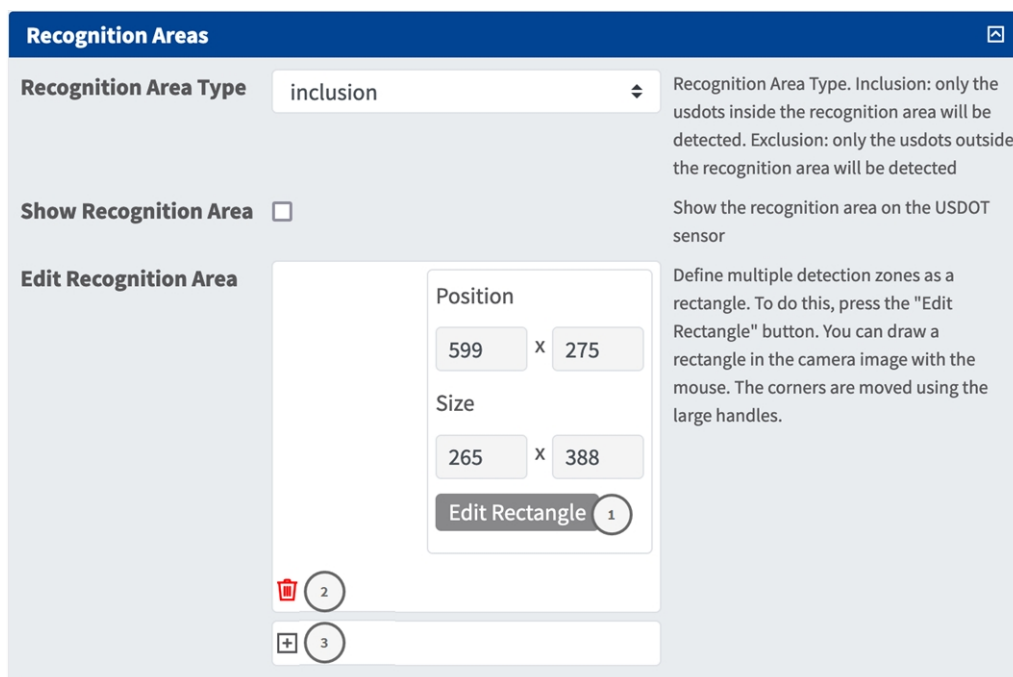 Recognition Areas
Recognition Area Type
inclusion
Recognition Area Type. Inclusion: only the
usdots inside the recognition area will be
detected. Exclusion: only the usdots outside
the recognition area will be detected
Show Recognition Area
Show the recognition area on the USDOT
sensor
Edit Recognition Area
Position
599 x 275
Size
265 x 388
Edit Rectangle 1
2
3
Define multiple detection zones as a
rectangle. To do this, press the "Edit
Rectangle" button. You can draw a
rectangle in the camera image with the
mouse. The corners are moved using the
large handles.